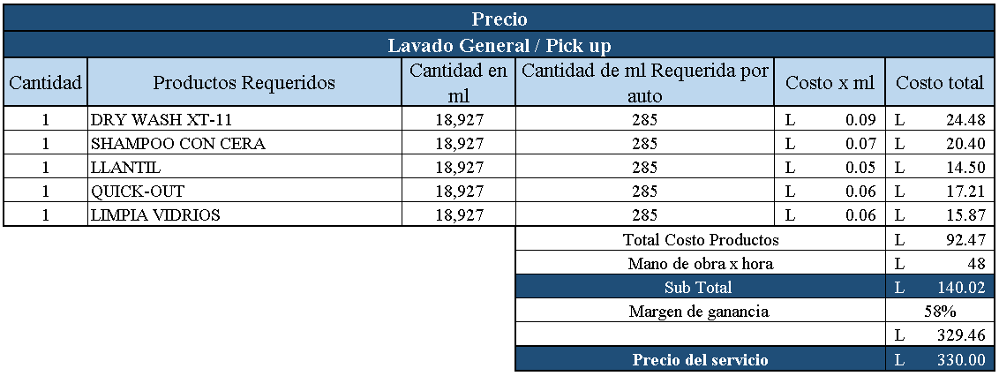 Precio
Lavado General / Pick up
Cantidad Productos Requeridos Cantidad en ml Cantidad de ml Requerida por auto Costo x ml Costo total
1 DRY WASH XT-11 18,927 285 L 0.09 L 24.48
1 SHAMPOO CON CERA 18,927 285 L 0.07 L 20.40
1 LLANTIL 18,927 285 L 0.05 L 14.50
1 QUICK-OUT 18,927 285 L 0.06 L 17.21
1 LIMPIA VIDRIOS 18,927 285 L 0.06 L 15.87
Total Costo Productos L 92.47
Mano de obra x hora L 48
Sub Total L 140.02
Margen de ganancia 58%
L 329.46
Precio del servicio L 330.00